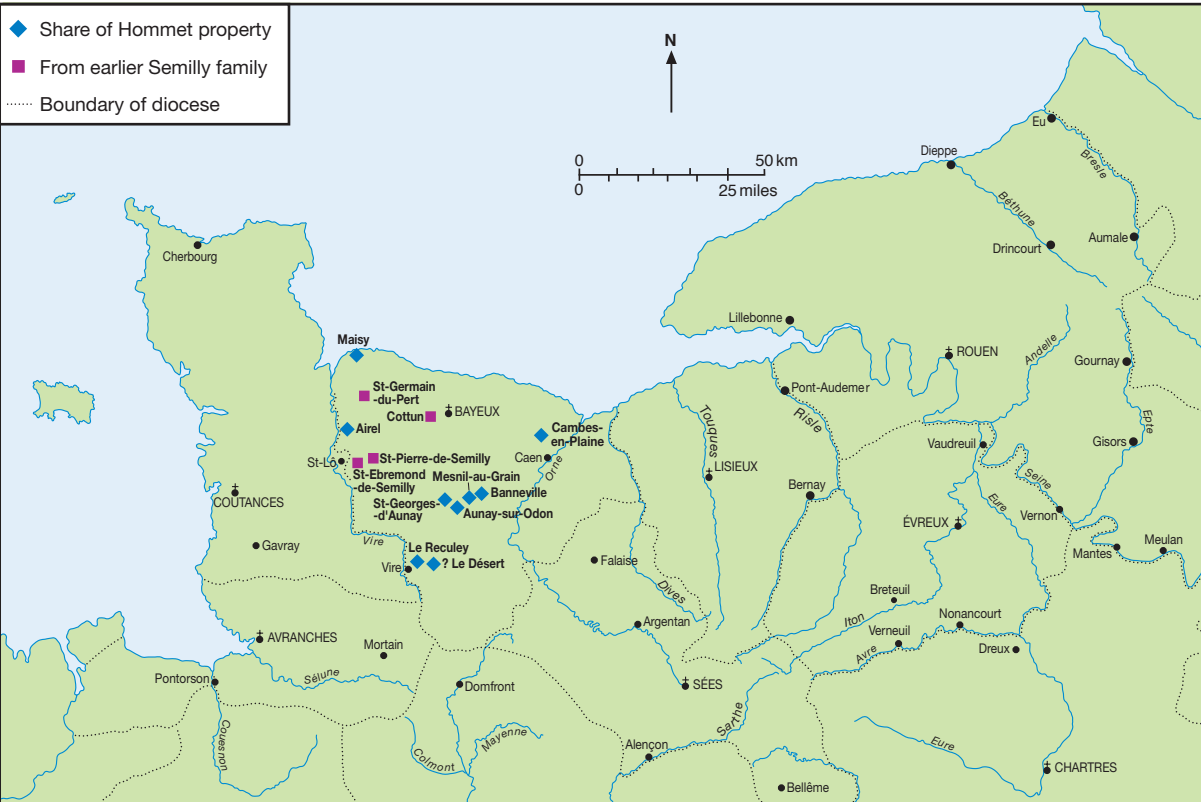 Share of Hommet property
From earlier Semilly family
Boundary of diocese
N
0 50 km
0 25 miles
Eu
Bresle
Dieppe
Béthune
Drincourt
Aumale
Cherbourg
Lillebonne
ROUEN
Andelle
Gournay
Maisy
St-Germain
-du-Pert
Cottun
BAYEUX
Pont-Audemer
Risle
Touques
Epte
Airel
Cambes-
en-Plaine
Caen
Orne
Vaudreuil
Gisors
St-Lô
St-Pierre-de-Semilly
St-Ebremond
-de-Semilly
Mesnil-au-Grain
Banneville
LISIEUX
Bernay
Seine
Eure
COUTANCES
St-Georges-
-d'Aunay
Aunay-sur-Odon
ÉVREUX
Vernon
Gavray
Vire
Le Reculey
? Le Désert
Vire
Falaise
Mantes
Meulan
Dives
Breteuil
Iton
Nonancourt
AVRANCHES
Mortain
Argentan
Verneuil
Avre
Dreux
Pontorson
Sélune
Domfront
SÉES
Couesnon
Colmont
Mayenne
Sarthe
Alençon
Eure
CHARTRES
Bellême